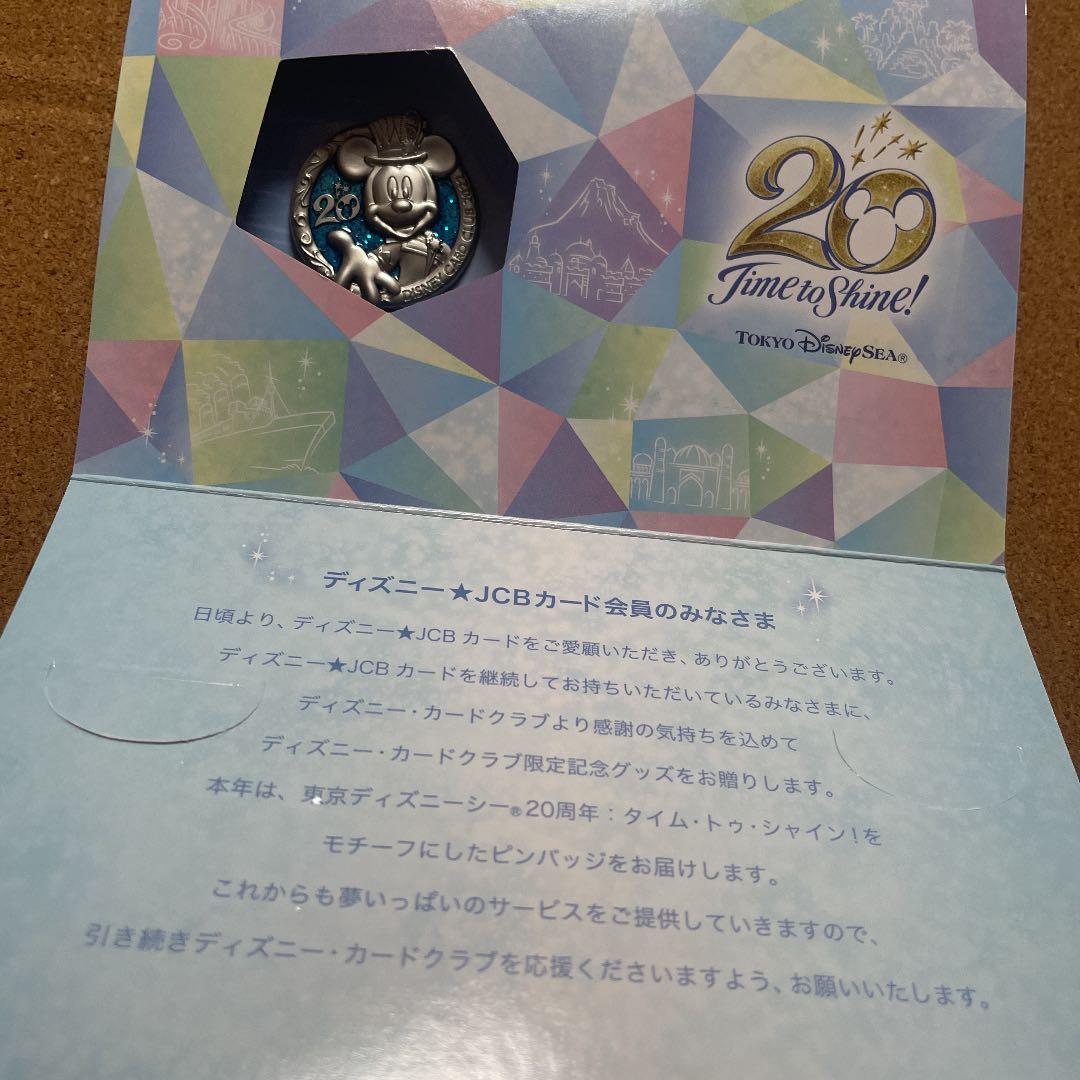 20
DISNEY CARD CLUB
20
Time to Shine!
TOKYO DISNEYSEA®
ディズニー★JCBカード会員のみなさま
日頃より、ディズニー★JCB カードをご愛顧いただき、ありがとうございます。
ディズニー★JCB カードを継続してお持ちいただいているみなさまに、
ディズニー・カードクラブより感謝の気持ちを込めて
ディズニー・カードクラブ限定記念グッズをお贈りします。
本年は、東京ディズニーシー®20周年：タイム・トゥ・シャイン！を
モチーフにしたピンバッジをお届けします。
これからも夢いっぱいのサービスをご提供していきますので、
引き続きディズニー・カードクラブを応援くださいますよう、お願いいたします。